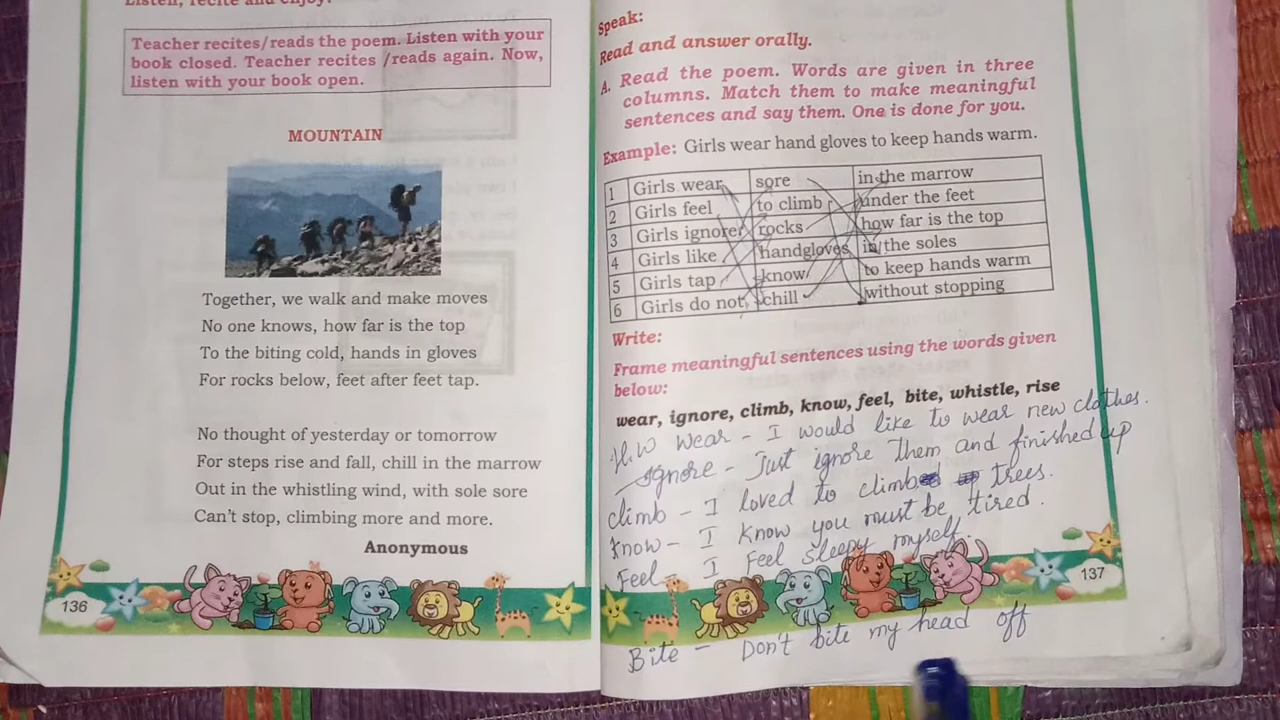 Listen, recite and enjoy.
Teacher recites/reads the poem. Listen with your
book closed. Teacher recites /reads again. Now,
listen with your book open.
MOUNTAIN
Together, we walk and make moves
No one knows, how far is the top
To the biting cold, hands in gloves
For rocks below, feet after feet tap.
No thought of yesterday or tomorrow
For steps rise and fall, chill in the marrow
Out in the whistling wind, with sole sore
Can't stop, climbing more and more.
Anonymous
136
Speak:
Read and answer orally.
A. Read the poem. Words are given in three
columns. Match them to make meaningful
sentences and say them. One is done for you.
Example: Girls wear hand gloves to keep hands warm.
1 Girls wear sore in the marrow
2 Girls feel to climb under the feet
3 Girls ignore rocks how far is the top
4 Girls like handgloves in the soles
5 Girls tap know to keep hands warm
6 Girls do not chill without stopping
Write:
Frame meaningful sentences using the words given
below:
wear, ignore, climb, know, feel, bite, whistle, rise
H.W Wear - I would like to wear new clothes.
Ignore - Just ignore them and finished up
climb - I loved to climb trees.
Know - I know you must be tired.
Feel - I Feel sleepy myself.
137
Bite - Don't bite my head off